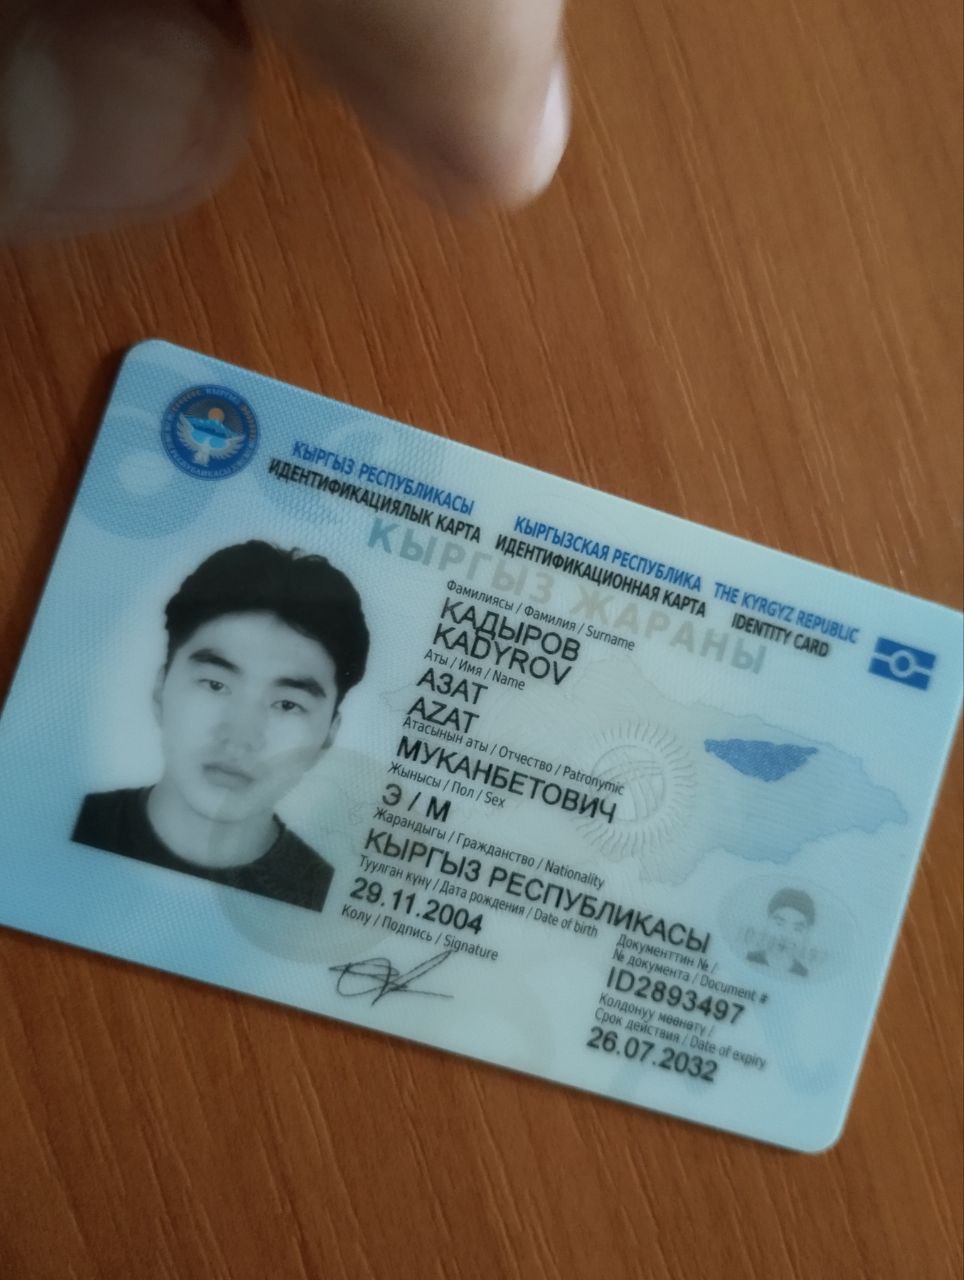 КЫРГЫЗ РЕСПУБЛИКАСЫ КЫРГЫЗСКАЯ РЕСПУБЛИКА THE KYRGYZ REPUBLIC
ИДЕНТИФИКАЦИЯЛЫК КАРТА ИДЕНТИФИКАЦИОННАЯ КАРТА IDENTITY CARD
КЫРГЫЗ ЖАРАНЫ
Фамилиясы / Фамилия / Surname
КАДЫРОВ
KADYROV
Аты / Имя / Name
АЗАТ
AZAT
Атасынын аты / Отчество / Patronymic
МУКАНБЕТОВИЧ
Жынысы / Пол / Sex
Э / М
Жарандыгы / Гражданство / Nationality
КЫРГЫЗ РЕСПУБЛИКАСЫ
Туулган күнү / Дата рождения / Date of birth
29.11.2004
Колу / Подпись / Signature
Документтин № /
№ документа / Document #
ID2893497
Колдонуу мөөнөтү /
Срок действия / Date of expiry
26.07.2032